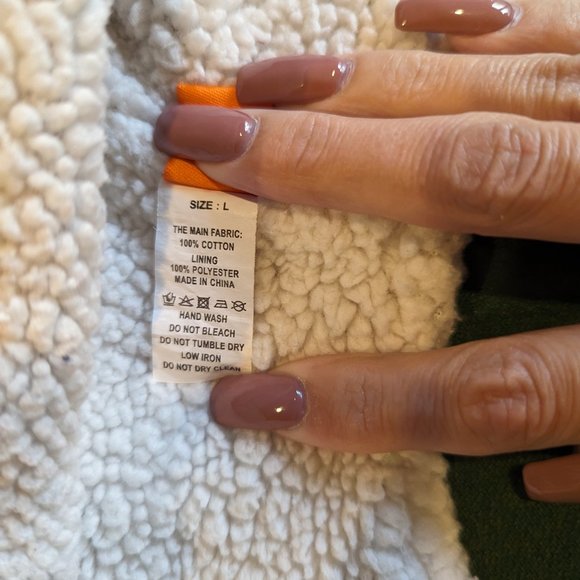 SIZE : L
THE MAIN FABRIC:
100% COTTON
LINING
100% POLYESTER
MADE IN CHINA
HAND WASH
DO NOT BLEACH
DO NOT TUMBLE DRY
LOW IRON
DO NOT DRY CLEAN